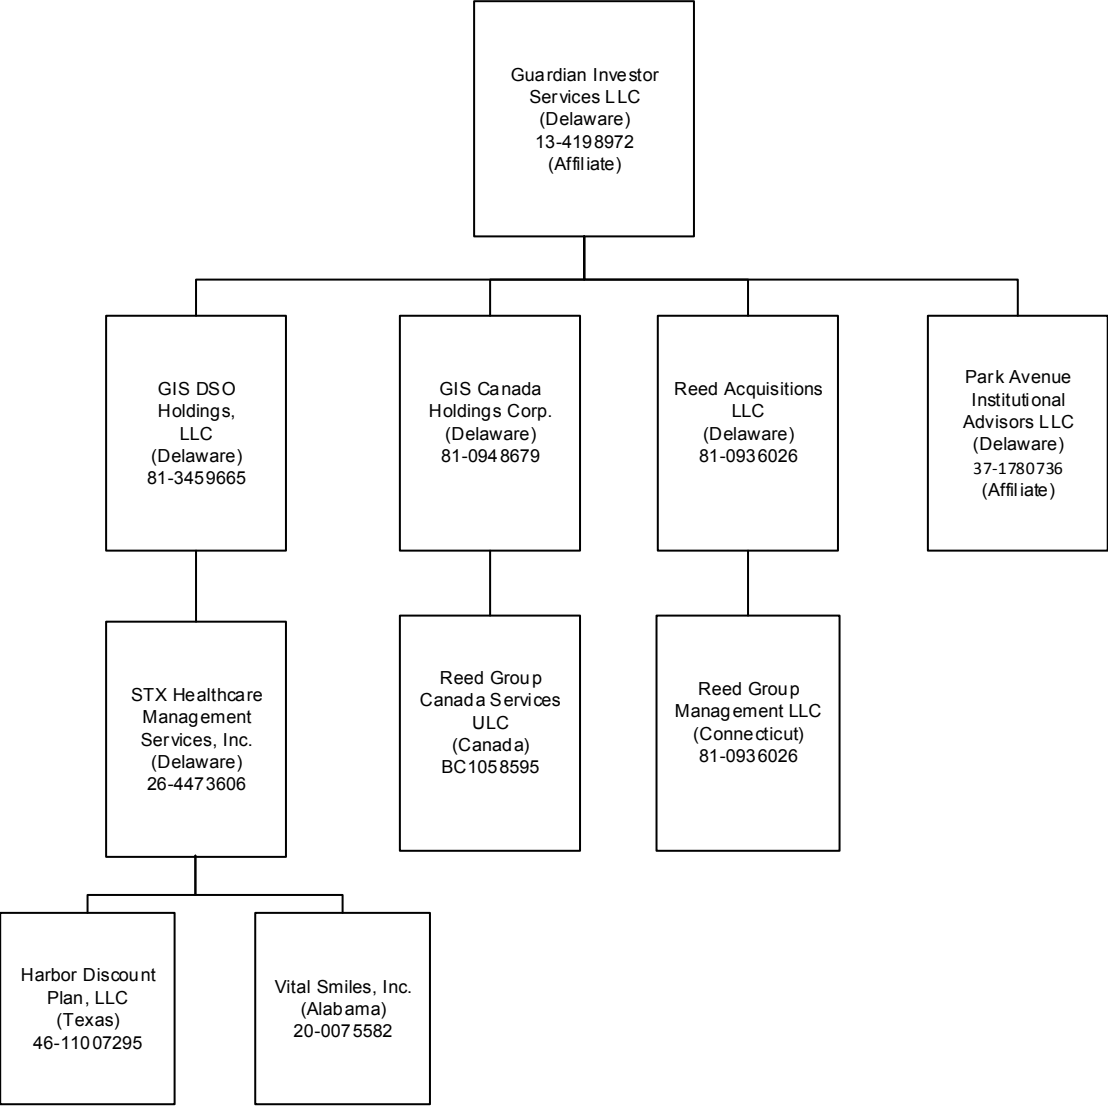 Guardian Investor
Services LLC
(Delaware)
13-4198972
(Affiliate)
GIS DSO
Holdings,
LLC
(Delaware)
81-3459665
GIS Canada
Holdings Corp.
(Delaware)
81-0948679
Reed Acquisitions
LLC
(Delaware)
81-0936026
Park Avenue
Institutional
Advisors LLC
(Delaware)
37-1780736
(Affiliate)
STX Healthcare
Management
Services, Inc.
(Delaware)
26-4473606
Reed Group
Canada Services
ULC
(Canada)
BC1058595
Reed Group
Management LLC
(Connecticut)
81-0936026
Harbor Discount
Plan, LLC
(Texas)
46-11007295
Vital Smiles, Inc.
(Alabama)
20-0075582